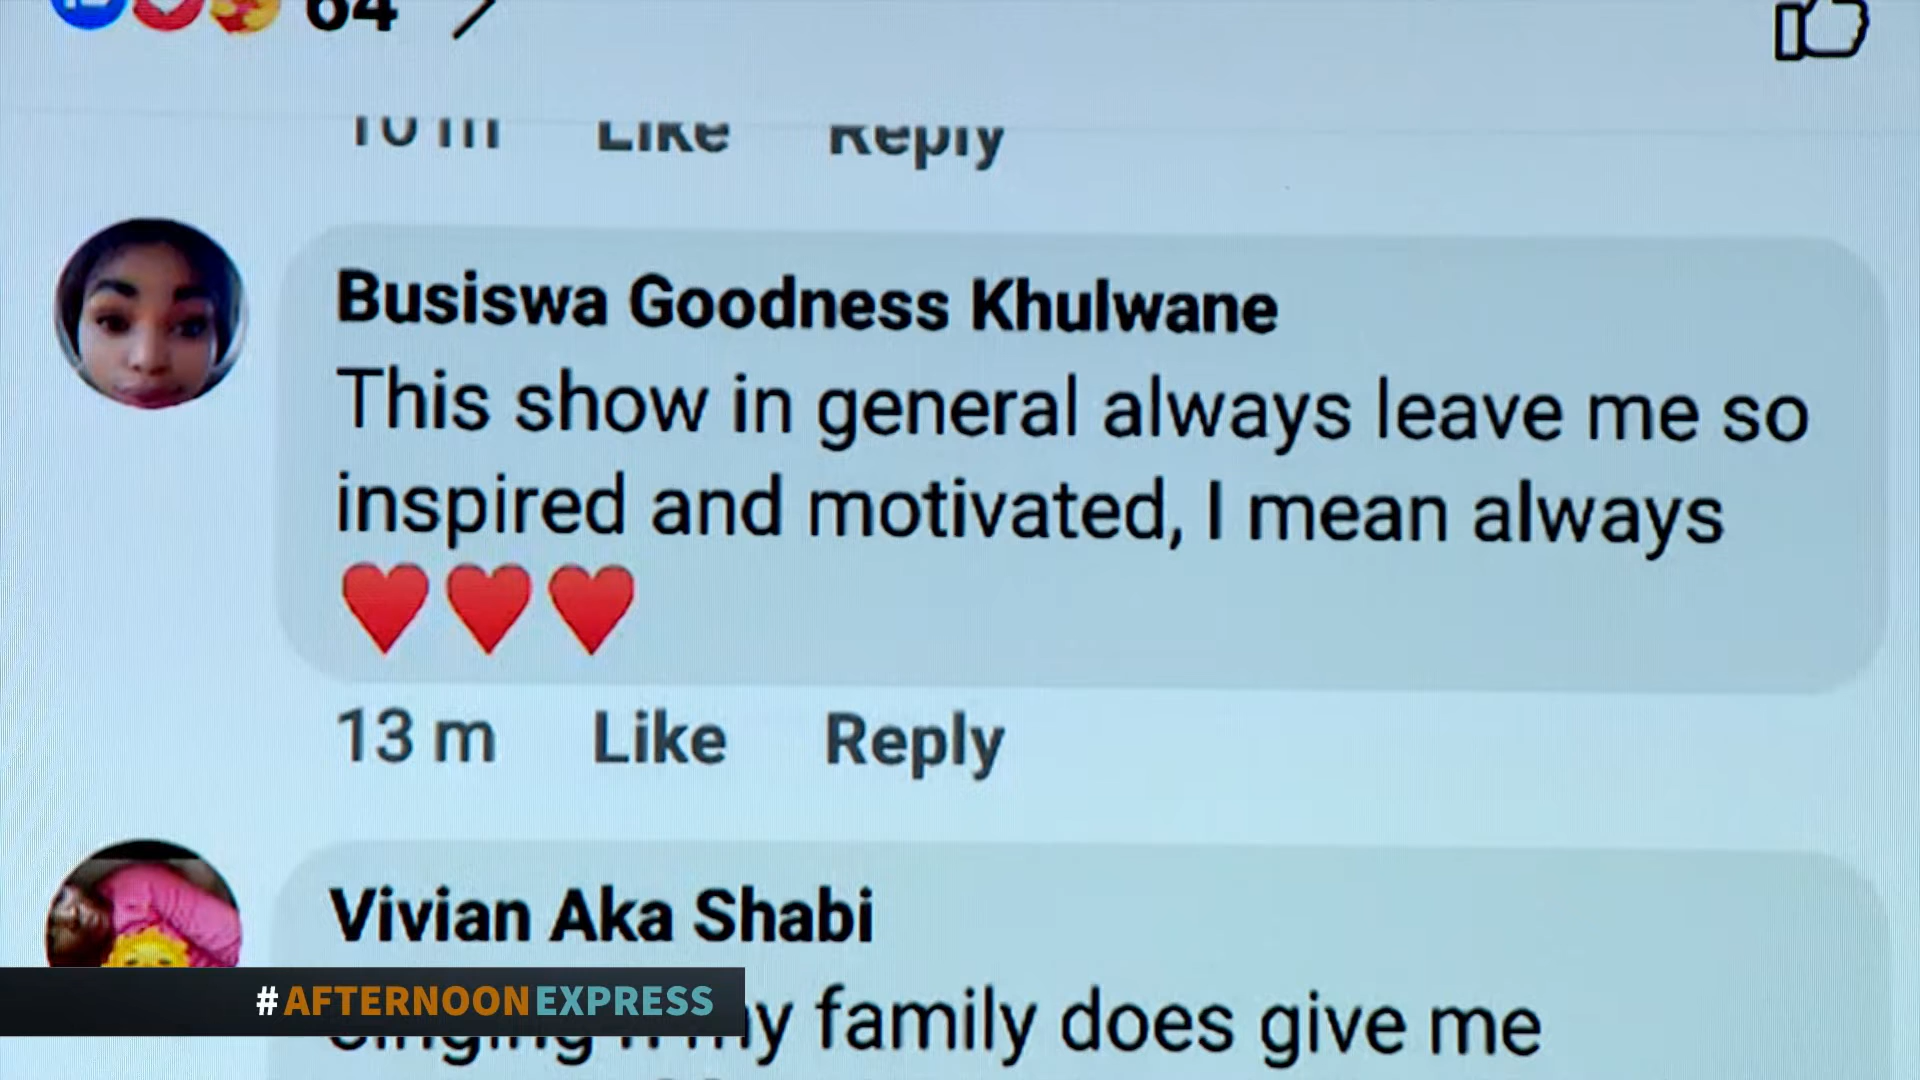 64
10 m Like Reply
Busiswa Goodness Khulwane
This show in general always leave me so
inspired and motivated, I mean always
♥♥♥
13 m Like Reply
Vivian Aka Shabi
#AFTERNOONEXPRESS
family does give me